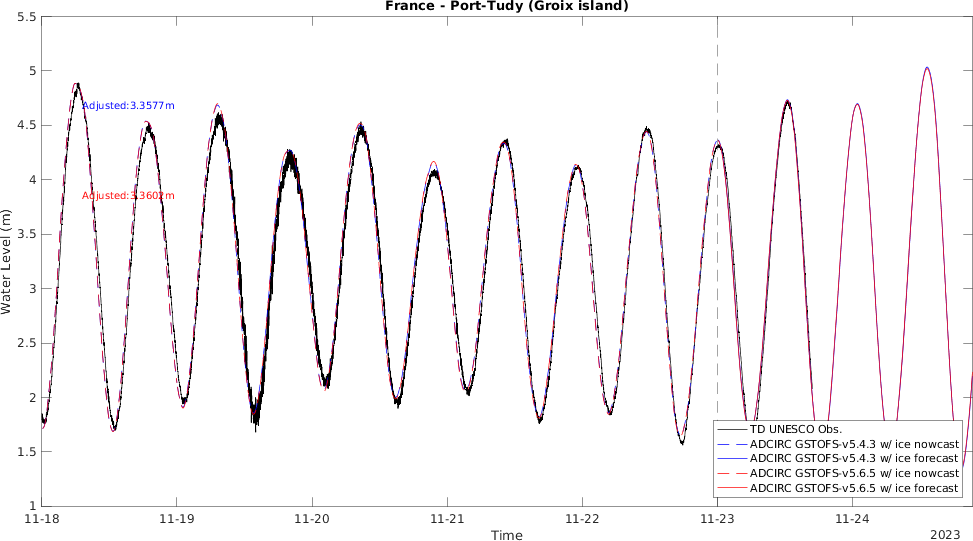 France - Port-Tudy (Groix island)
5.5
5
4.5
4
3.5
3
2.5
2
1.5
1
Water Level (m)
Adjusted:3.3577m
Adjusted:3.3602m
TD UNESCO Obs.
ADCIRC GSTOFS-v5.4.3 w/ ice nowcast
ADCIRC GSTOFS-v5.4.3 w/ ice forecast
ADCIRC GSTOFS-v5.6.5 w/ ice nowcast
ADCIRC GSTOFS-v5.6.5 w/ ice forecast
11-18 11-19 11-20 11-21 11-22 11-23 11-24
Time
2023